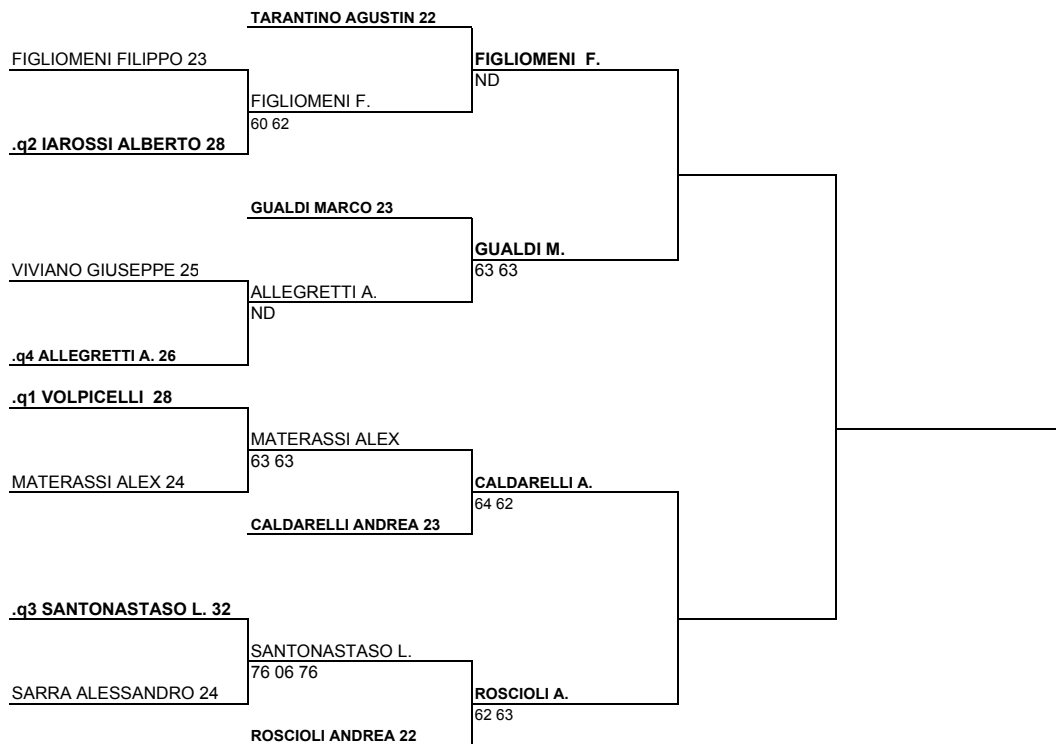 TARANTINO AGUSTIN 22
FIGLIOMENI FILIPPO 23
FIGLIOMENI F.
ND
FIGLIOMENI F.
60 62
.q2 IAROSSI ALBERTO 28
GUALDI MARCO 23
GUALDI M.
63 63
VIVIANO GIUSEPPE 25
ALLEGRETTI A.
ND
.q4 ALLEGRETTI A. 26
.q1 VOLPICELLI 28
MATERASSI ALEX
63 63
MATERASSI ALEX 24
CALDARELLI A.
64 62
CALDARELLI ANDREA 23
.q3 SANTONASTASO L. 32
SANTONASTASO L.
76 06 76
SARRA ALESSANDRO 24
ROSCIOLI A.
62 63
ROSCIOLI ANDREA 22